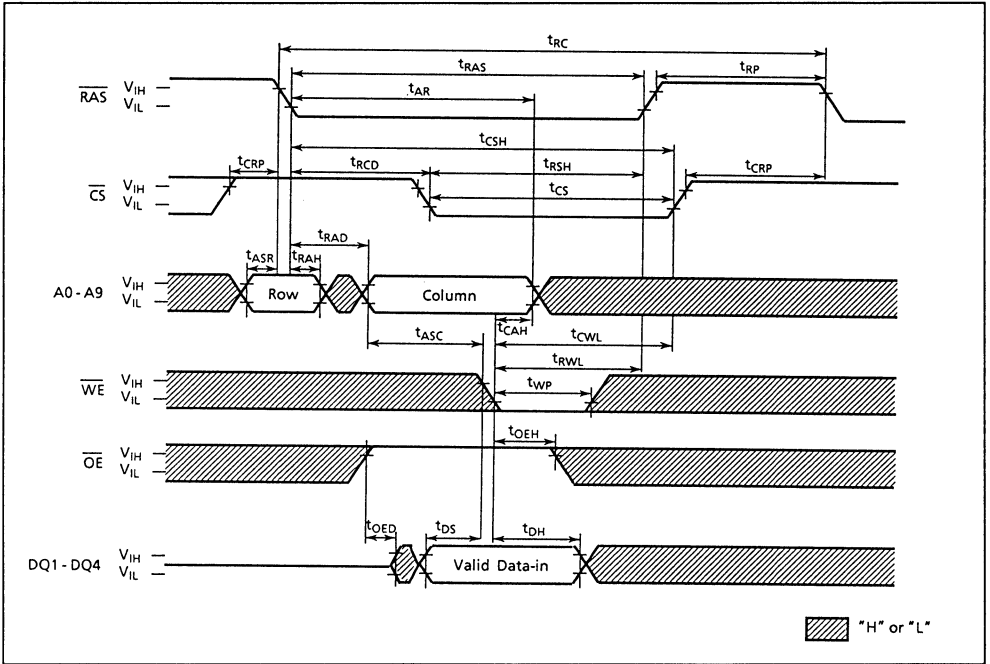 tRC
tRAS
tRP
tAR
RAS VIH
VIL
tCSH
tCRP tRCD tRSH tCRP
tCS
CS VIH
VIL
tRAD
tASR tRAH
A0 - A9 VIH
VIL
Row Column
tCAH
tASC tCWL
tRWL
tWP
WE VIH
VIL
tOEH
OE VIH
VIL
tOED tDS tDH
DQ1 - DQ4 VIH
VIL
Valid Data-in
"H" or "L"